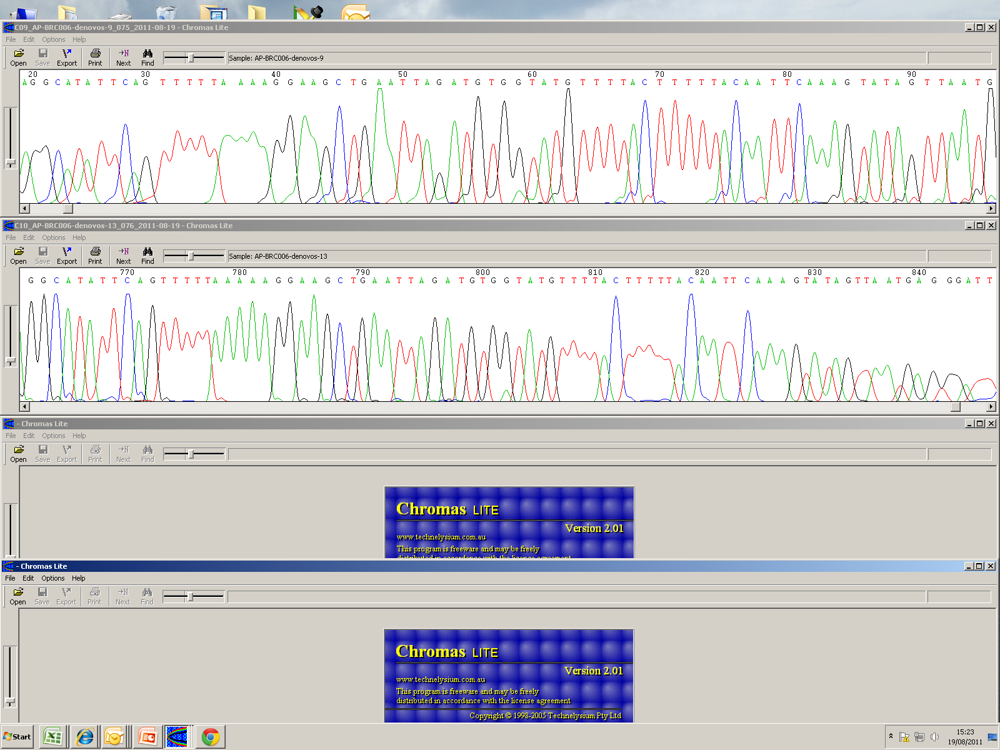 C09_AP-BRC006-denovos-9_075_2011-08-19 - Chromas Lite
File Edit Options Help
Open Save Export Print Next Find Sample: AP-BRC006-denovos-9
20 30 40 50 60 70 80 90
A G G C A T A T T C A G T T T T T A A A A G G A A G C T G A A T T A G A T G T G G T A T G T T T T A C T T T T T A C A A T T C A A A G T A T A G T T A A T G
C10_AP-BRC006-denovos-13_076_2011-08-19 - Chromas Lite
File Edit Options Help
Open Save Export Print Next Find Sample: AP-BRC006-denovos-13
770 780 790 800 810 820 830 840
G G C A T A T T C A G T T T T T A A A A A G G A A G C T G A A T T A G A T G T G G T A T G T T T T A C T T T T T A C A A T T C A A A G T A T A G T T A A T G A G G G A T T
- Chromas Lite
File Edit Options Help
Open Save Export Print Next Find
Chromas LITE
Version 2.01
www.technelysium.com.au
This program is freeware and may be freely
distributed in accordance with the license agreement
- Chromas Lite
File Edit Options Help
Open Save Export Print Next Find
Chromas LITE
Version 2.01
www.technelysium.com.au
This program is freeware and may be freely
distributed in accordance with the license agreement
Copyright © 1998-2005 Technelysium Pty Ltd
Start
15:23
19/08/2011